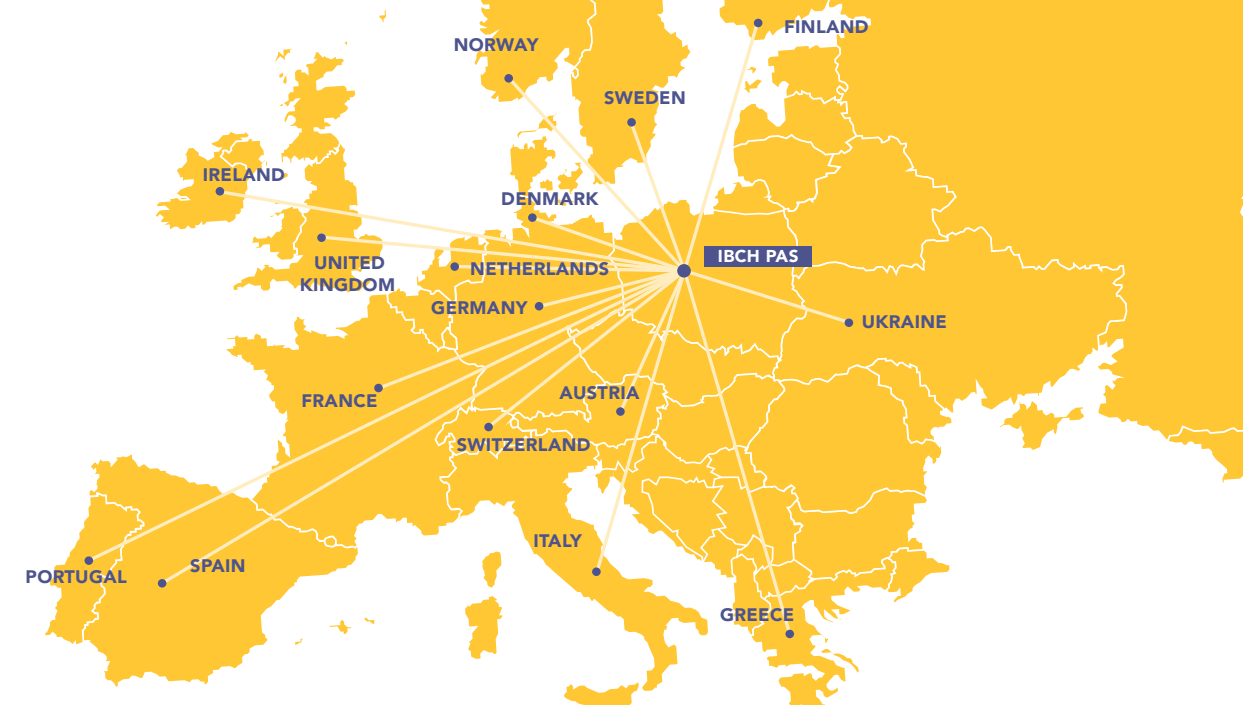 FINLAND
NORWAY
SWEDEN
IRELAND
DENMARK
IBCH PAS
UNITED
KINGDOM
NETHERLANDS
GERMANY
UKRAINE
AUSTRIA
FRANCE
SWITZERLAND
ITALY
SPAIN
PORTUGAL
GREECE